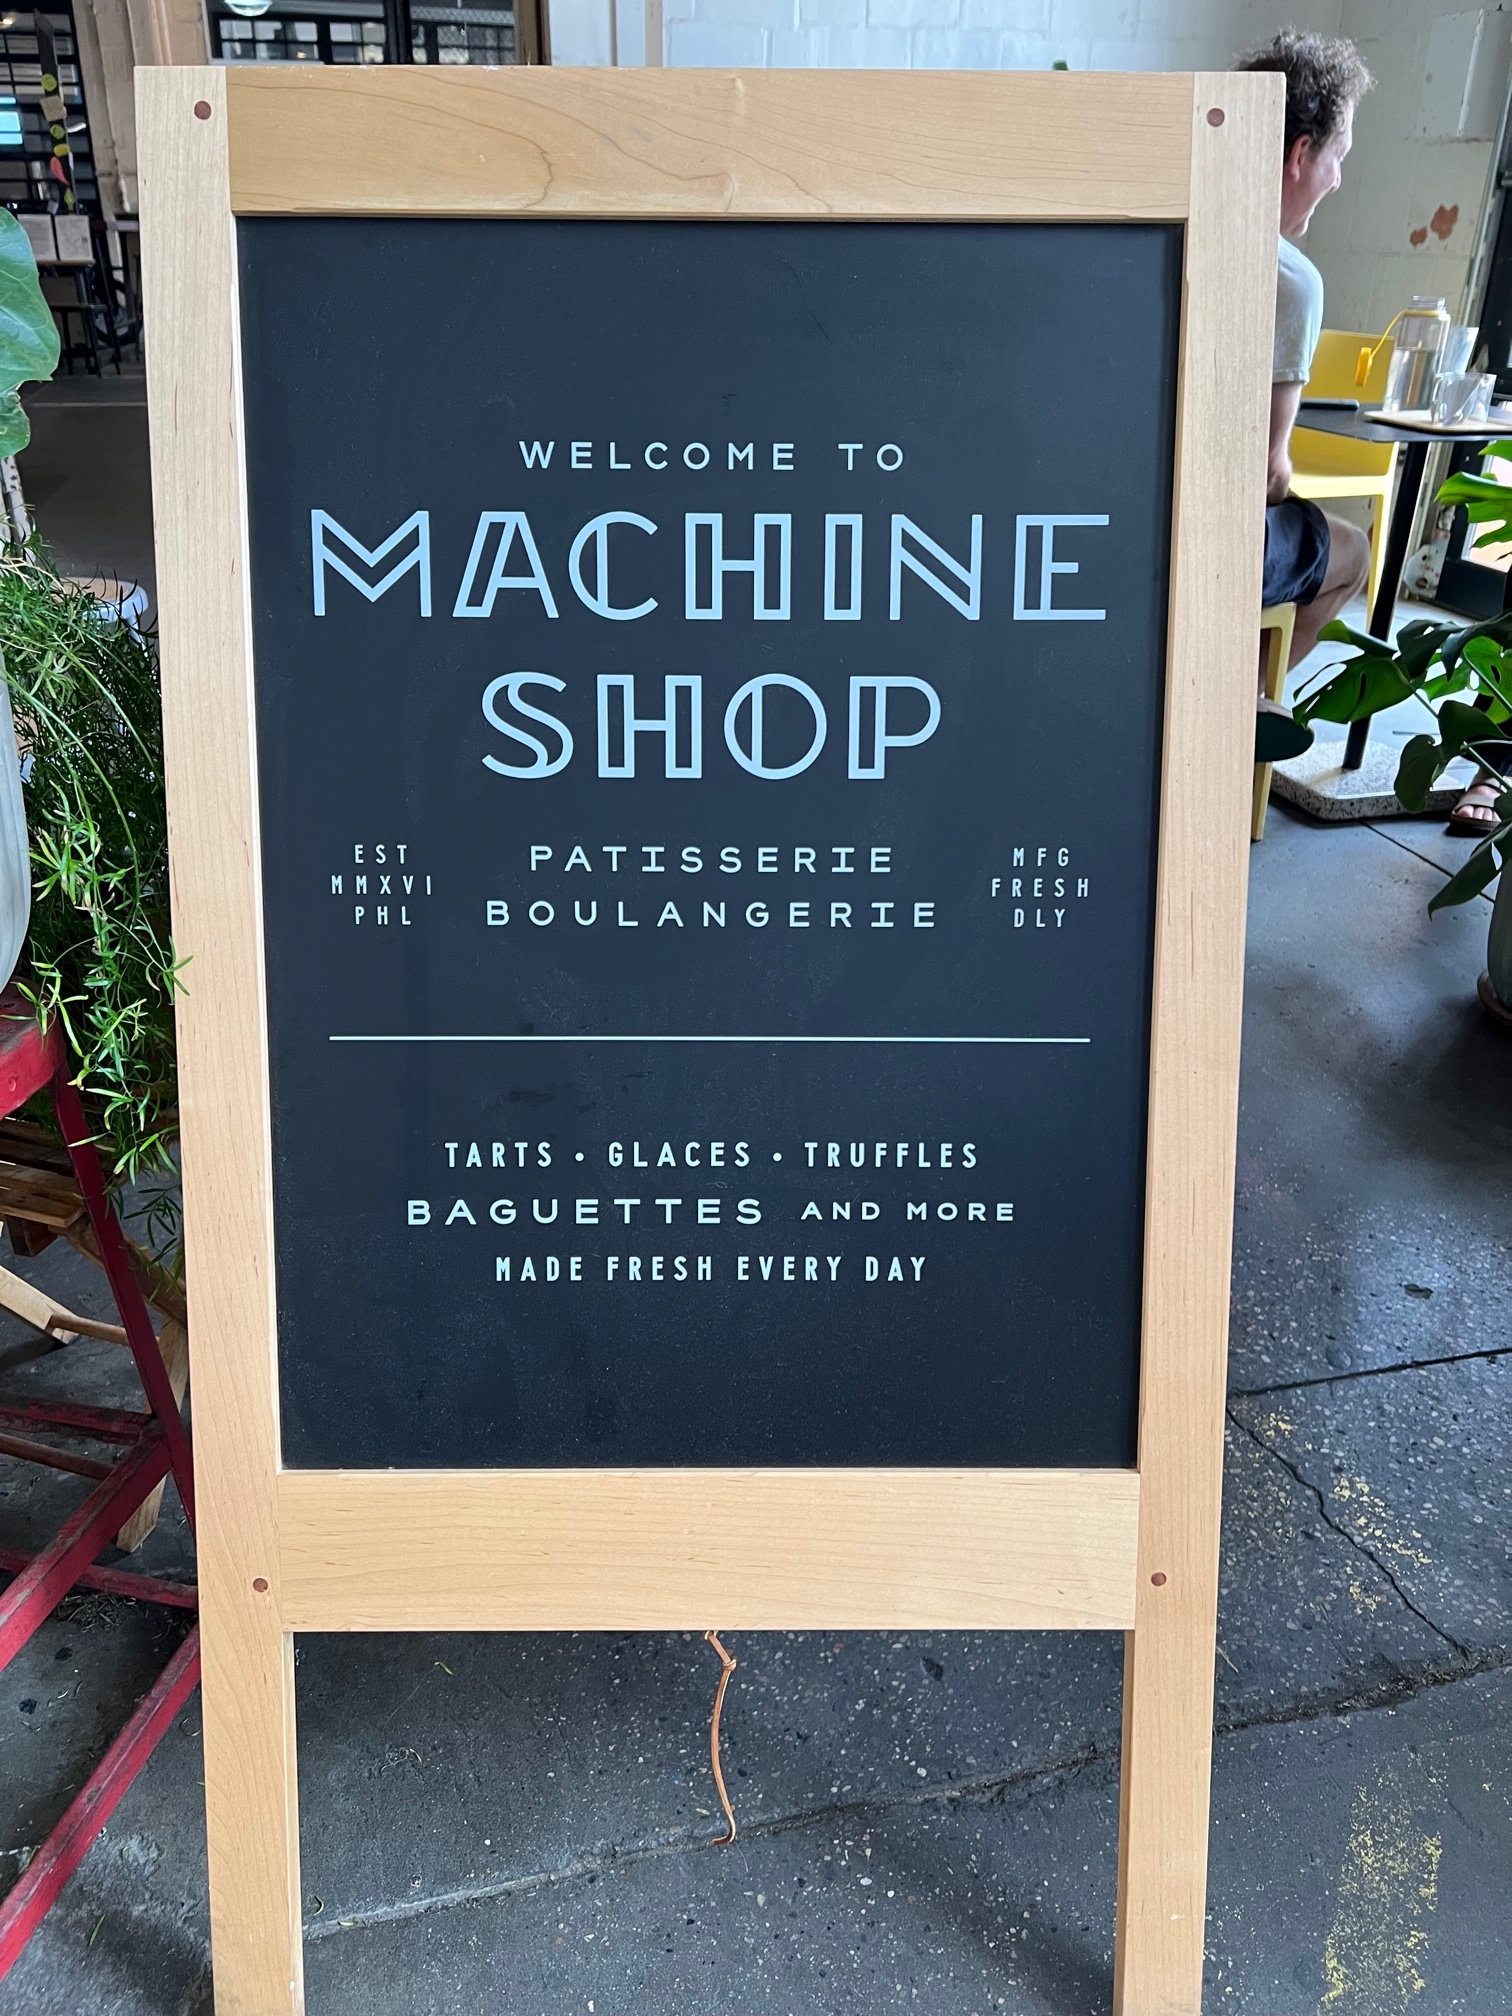 WELCOME TO
MACHINE
SHOP
EST
MMXVI
PHL
PATISSERIE
BOULANGERIE
MFG
FRESH
DLY
TARTS • GLACES • TRUFFLES
BAGUETTES AND MORE
MADE FRESH EVERY DAY